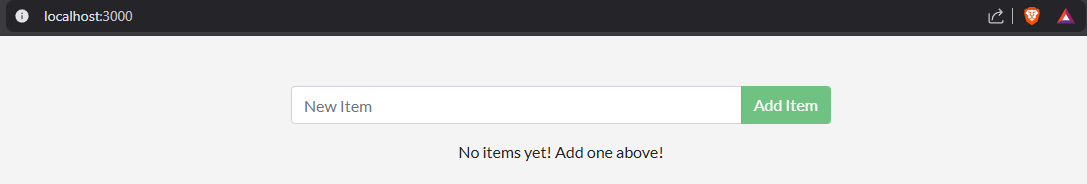 localhost:3000
New Item
Add Item
No items yet! Add one above!